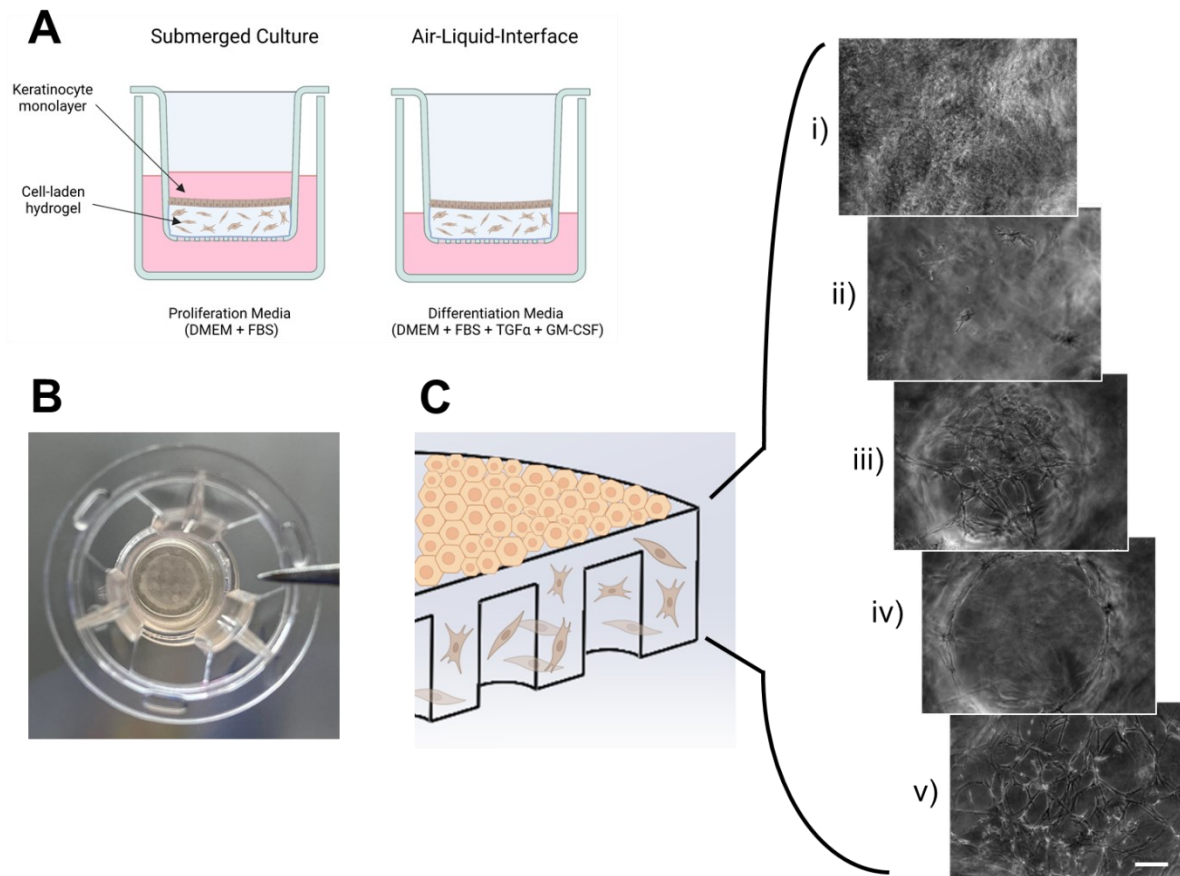 A
Submerged Culture
Air-Liquid-Interface
Keratinocyte
monolayer
Cell-laden
hydrogel
Proliferation Media
(DMEM + FBS)
Differentiation Media
(DMEM + FBS + TGFα + GM-CSF)
B
C
i)
ii)
iii)
iv)
v)